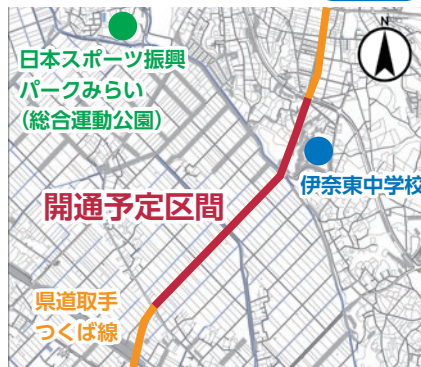 日本スポーツ振興
パークみらい
（総合運動公園）
N
伊奈東中学校
開通予定区間
県道取手
つくば線